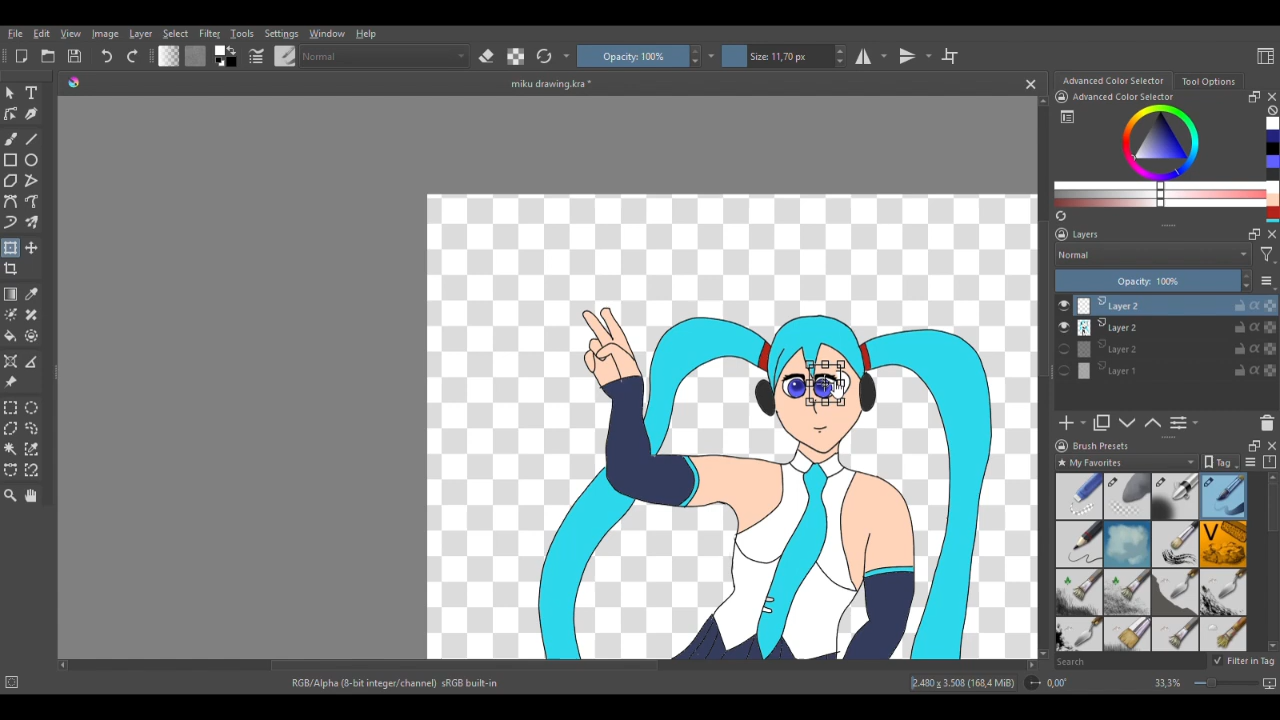 File Edit View Image Layer Select Filter Tools Settings Window Help
Normal
Opacity: 100%
Size: 11,70 px
miku drawing.kra *
Advanced Color Selector
Tool Options
Advanced Color Selector
Layers
Normal
Opacity: 100%
Layer 2
Layer 2
Layer 2
Layer 1
Brush Presets
★ My Favorites
Tag
Search
Filter in Tag
RGB/Alpha (8-bit integer/channel) sRGB built-in
2.480 x 3.508 (168,4 MiB)
0,00°
33,3%